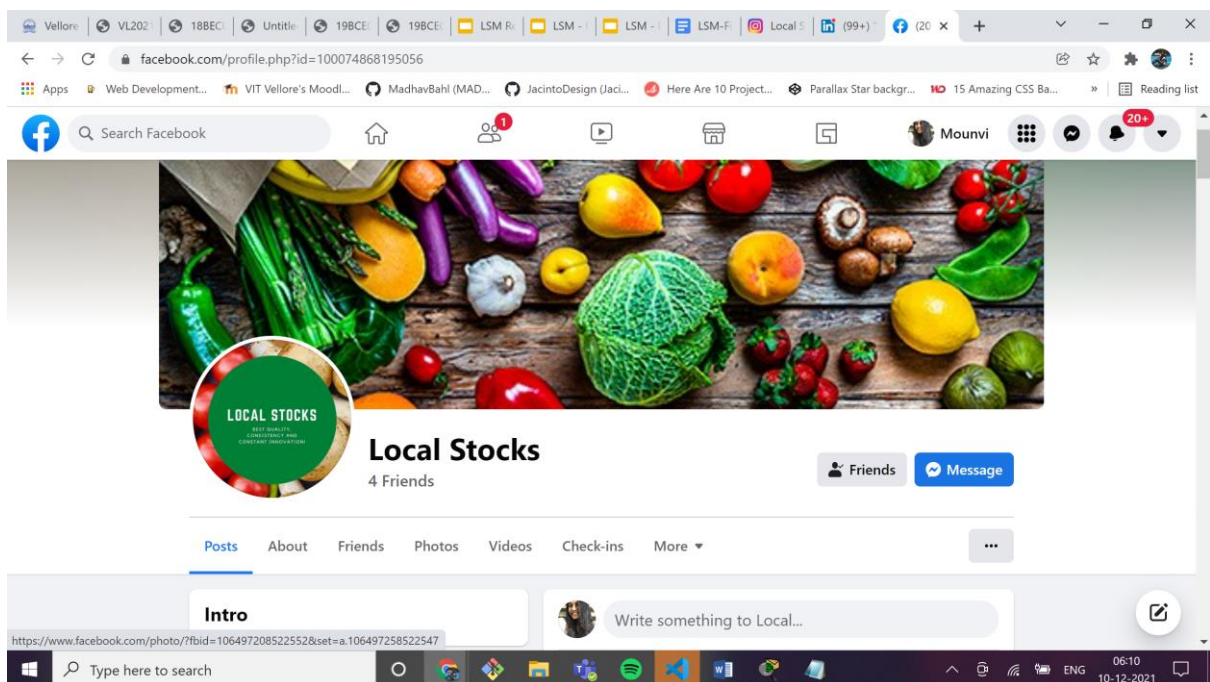 Vellore
VL2021
18BECE
Untitle
19BCE
19BCE
LSM Re
LSM -
LSM -
LSM-Fi
Local S
(99+)
(20
facebook.com/profile.php?id=100074868195056
Apps
Web Development...
VIT Vellore's Moodl...
MadhavBahl (MAD...
JacintoDesign (Jaci...
Here Are 10 Project...
Parallax Star backgr...
15 Amazing CSS Ba...
»
Reading list
Search Facebook
1
Mounvi
20+
LOCAL STOCKS
BEST QUALITY,
CONSISTENCY AND
CONSTANT INNOVATION!
Local Stocks
4 Friends
Friends
Message
Posts
About
Friends
Photos
Videos
Check-ins
More
Intro
Write something to Local...
https://www.facebook.com/photo/?fbid=106497208522552&set=a.106497258522547
Type here to search
ENG
06:10
10-12-2021